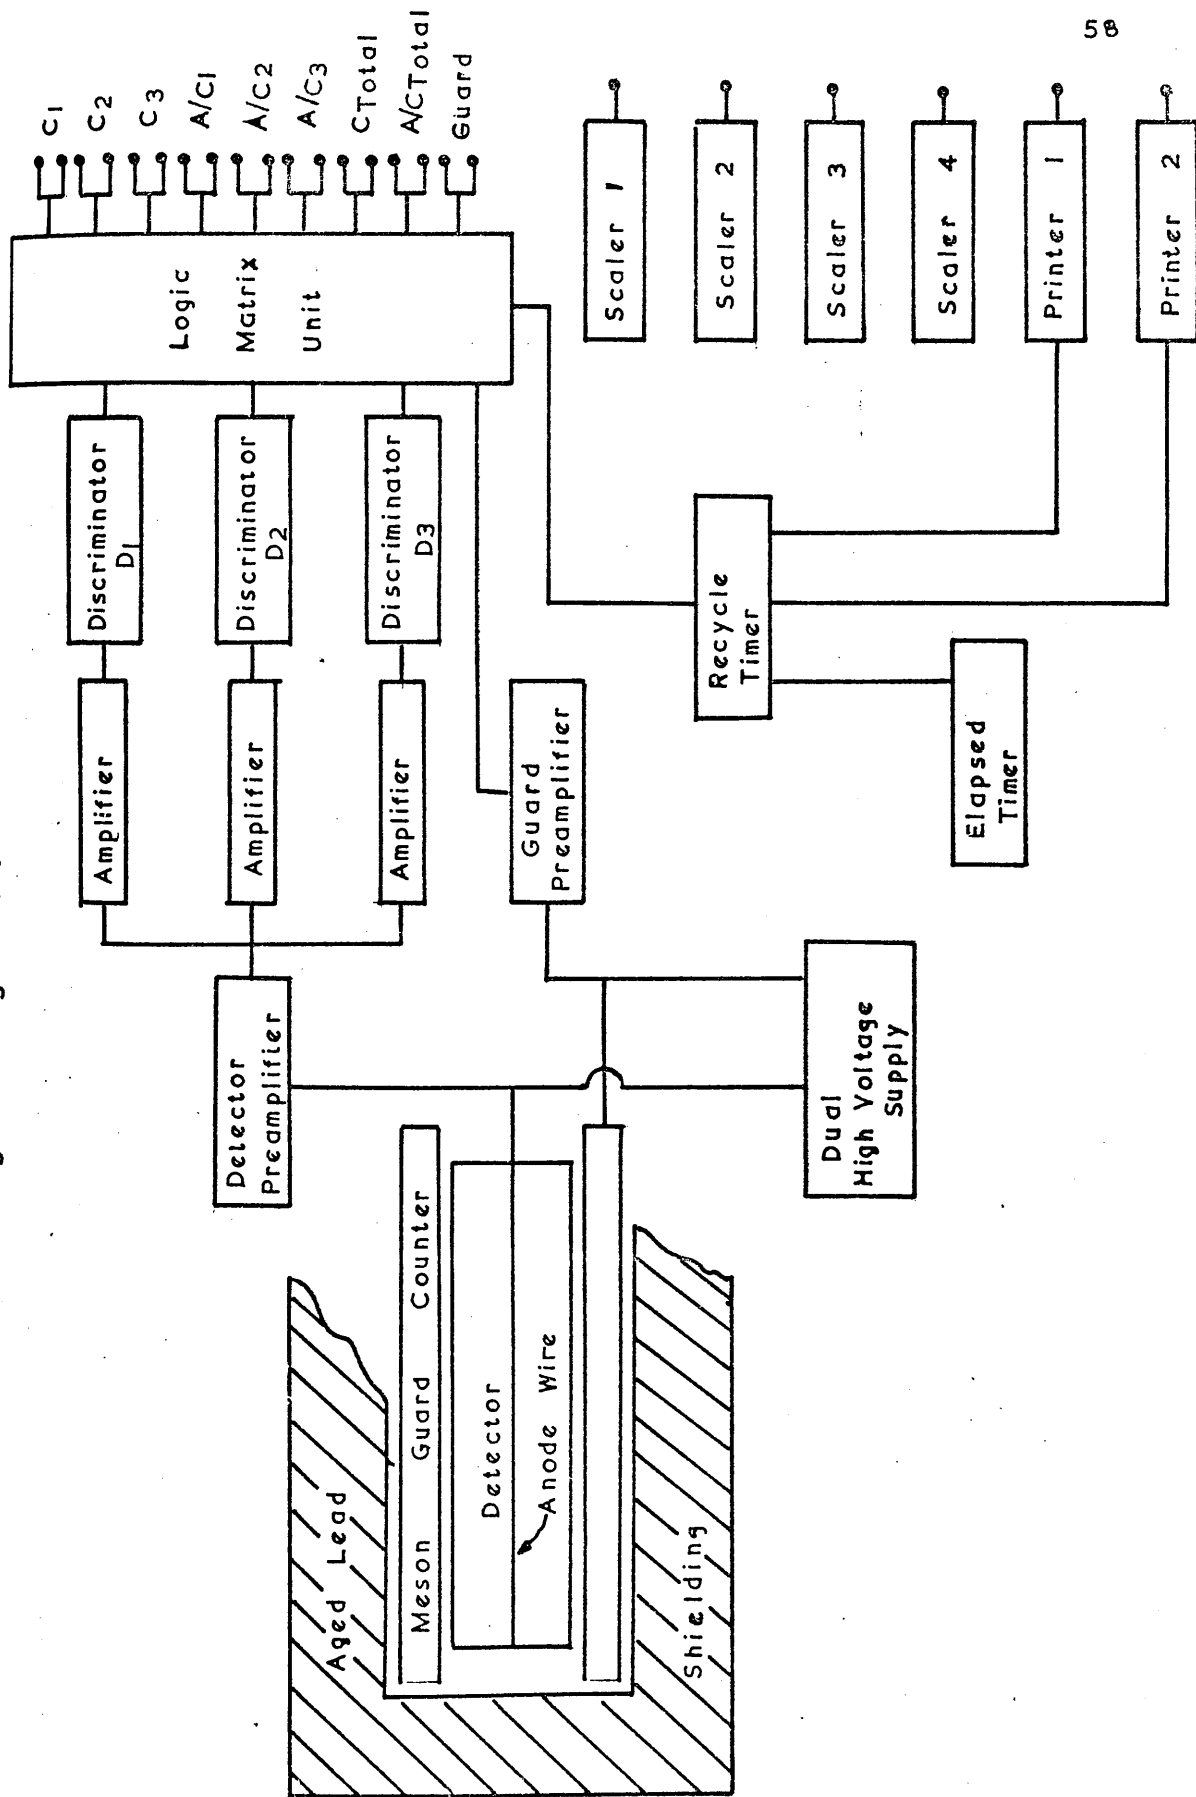 58
C1
C2
C3
A/C1
A/C2
A/C3
CTotal
A/CTotal
Guard
Logic
Matrix
Unit
Discriminator
D1
Discriminator
D2
Discriminator
D3
Amplifier
Amplifier
Amplifier
Guard
Preamplifier
Detector
Preamplifier
Scaler 1
Scaler 2
Scaler 3
Scaler 4
Printer 1
Printer 2
Recycle
Timer
Elapsed
Timer
Dual
High Voltage
Supply
Aged Lead
Meson Guard Counter
Detector
Anode Wire
Shielding